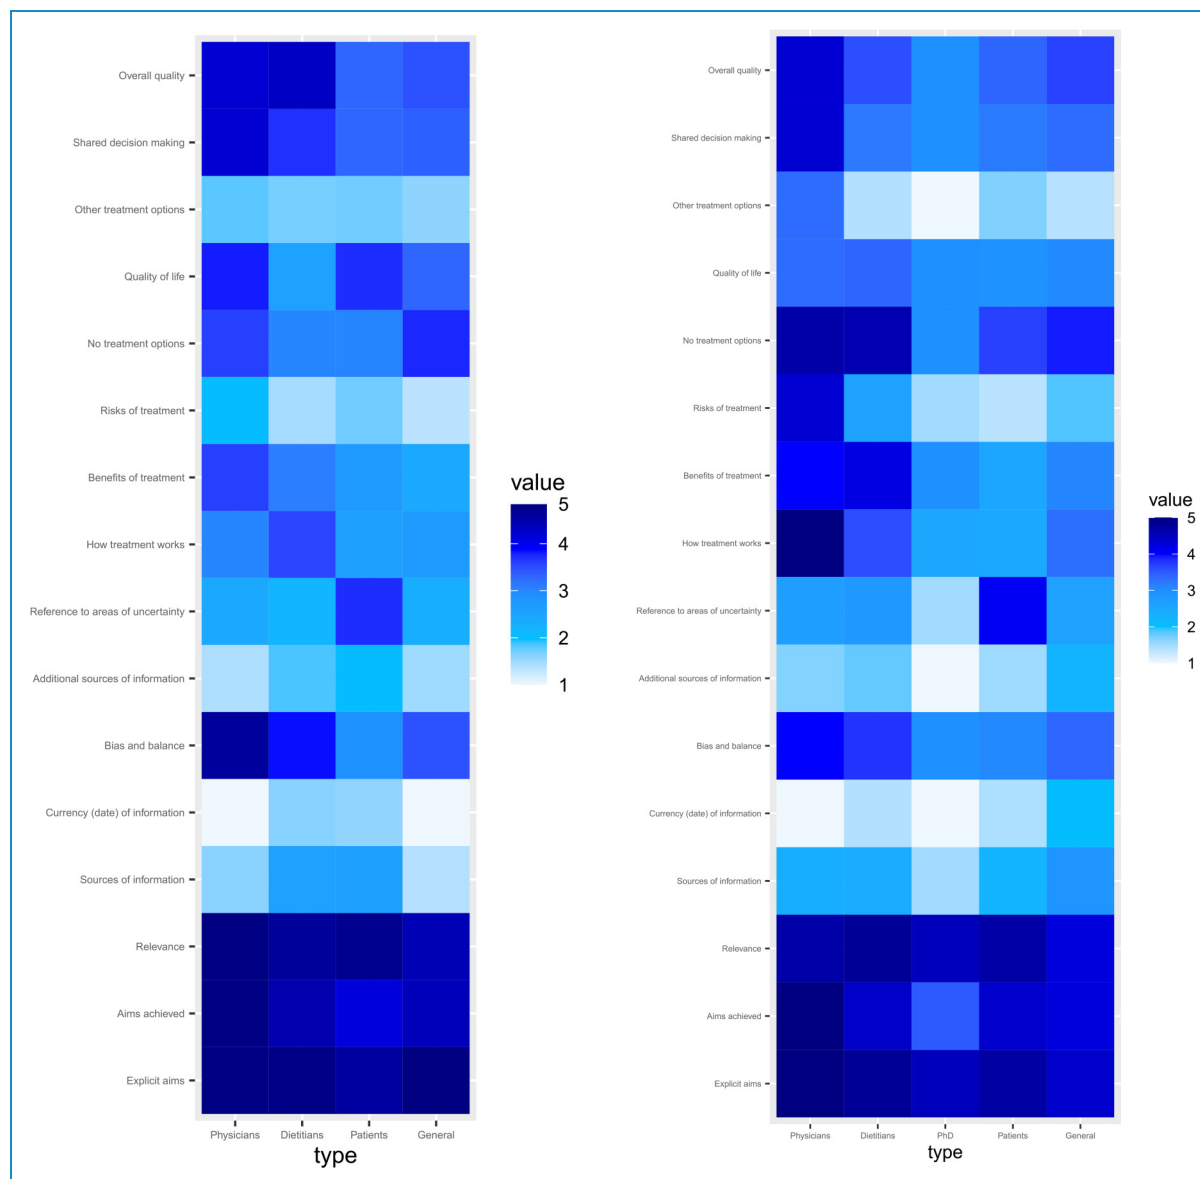 Overall quality
Shared decision making
Other treatment options
Quality of life
No treatment options
Risks of treatment
Benefits of treatment
How treatment works
Reference to areas of uncertainty
Additional sources of information
Bias and balance
Currency (date) of information
Sources of information
Relevance
Aims achieved
Explicit aims
Physicians Dietitians Patients General
type
value
5
4
3
2
1
Overall quality
Shared decision making
Other treatment options
Quality of life
No treatment options
Risks of treatment
Benefits of treatment
How treatment works
Reference to areas of uncertainty
Additional sources of information
Bias and balance
Currency (date) of information
Sources of information
Relevance
Aims achieved
Explicit aims
Physicians Dietitians PhD Patients General
type
value
5
4
3
2
1